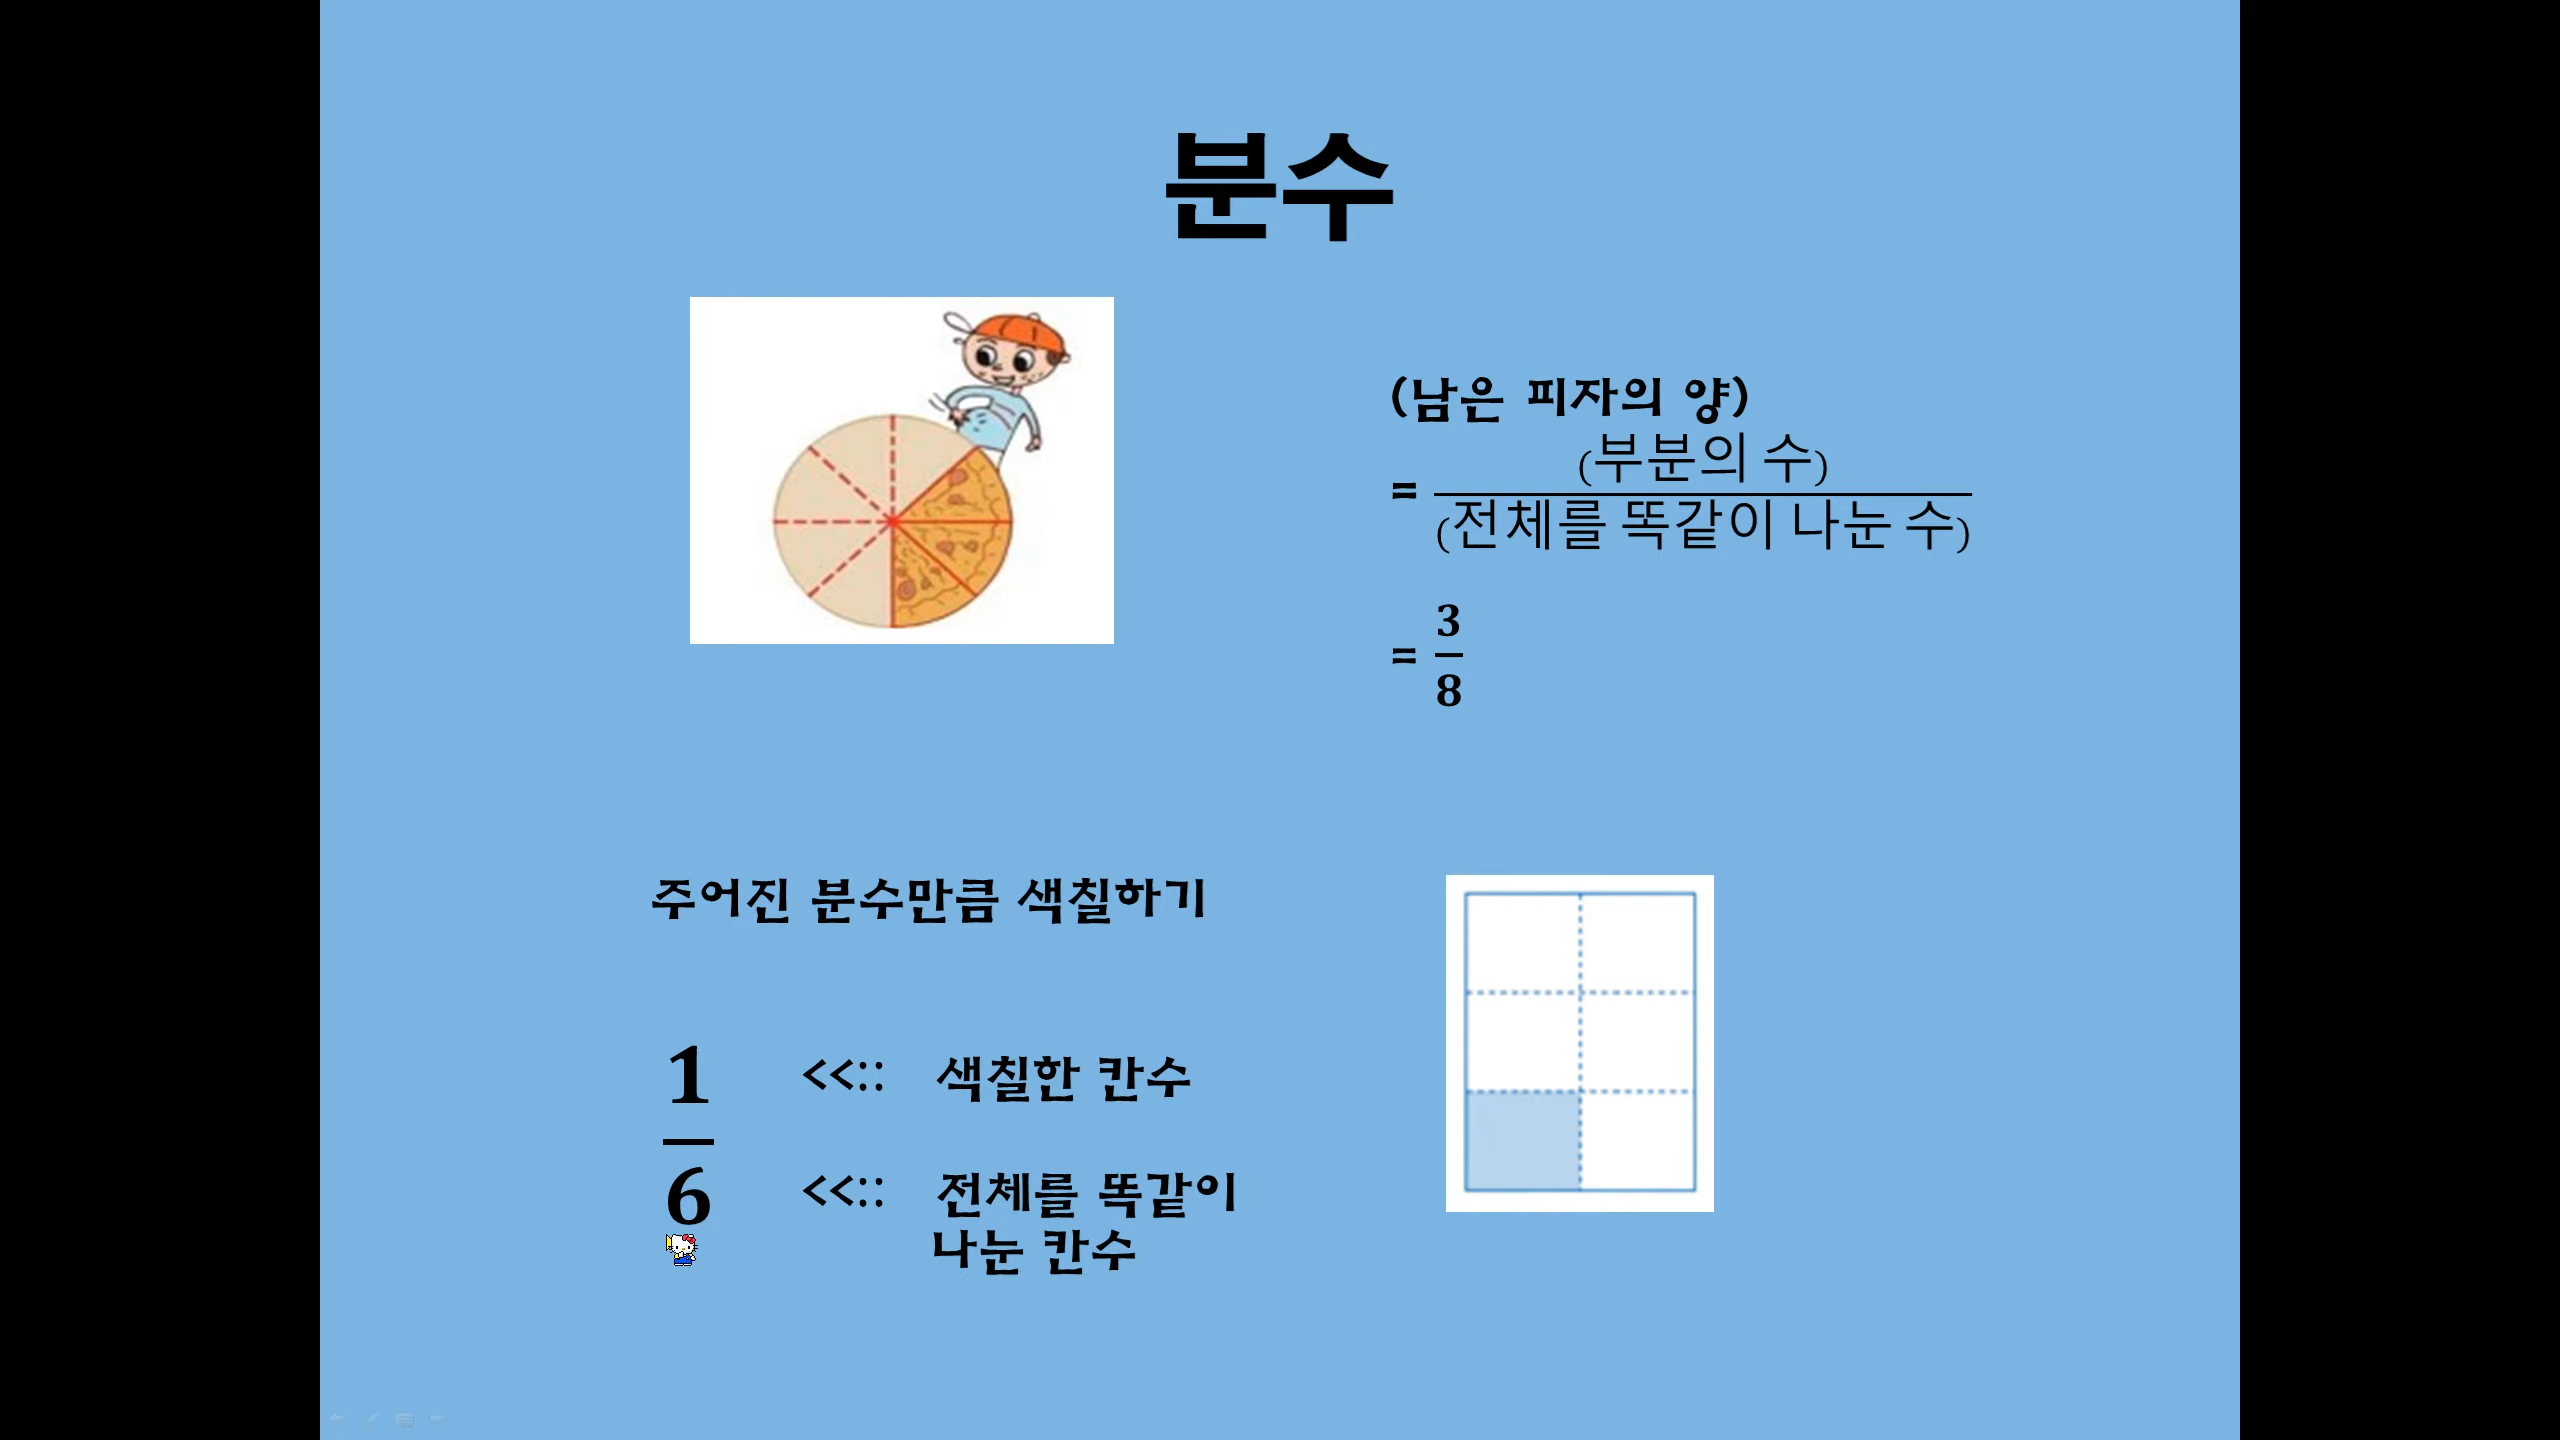 분수
(남은 피자의 양)
= (부분의 수)
(전체를 똑같이 나눈 수)
= 3
8
주어진 분수만큼 색칠하기
1 <<:: 색칠한 칸수
6 <<:: 전체를 똑같이
나눈 칸수